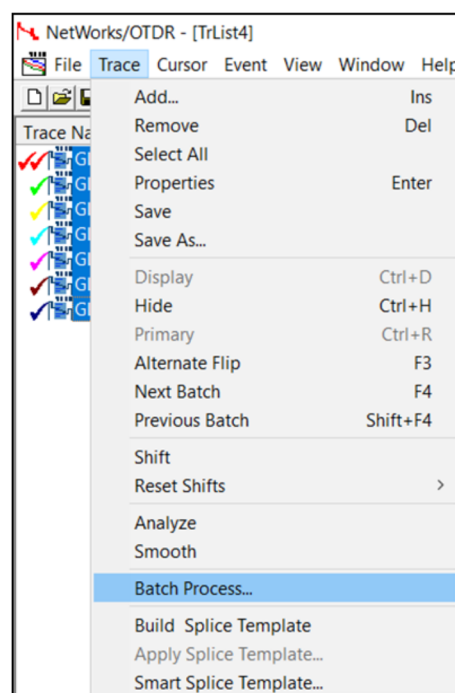 NetWorks/OTDR - [TrList4]
File Trace Cursor Event View Window Help
Trace Na
Add... Ins
Remove Del
Select All
Properties Enter
Save
Save As...
Display Ctrl+D
Hide Ctrl+H
Primary Ctrl+R
Alternate Flip F3
Next Batch F4
Previous Batch Shift+F4
Shift
Reset Shifts >
Analyze
Smooth
Batch Process...
Build Splice Template
Apply Splice Template...
Smart Splice Template...